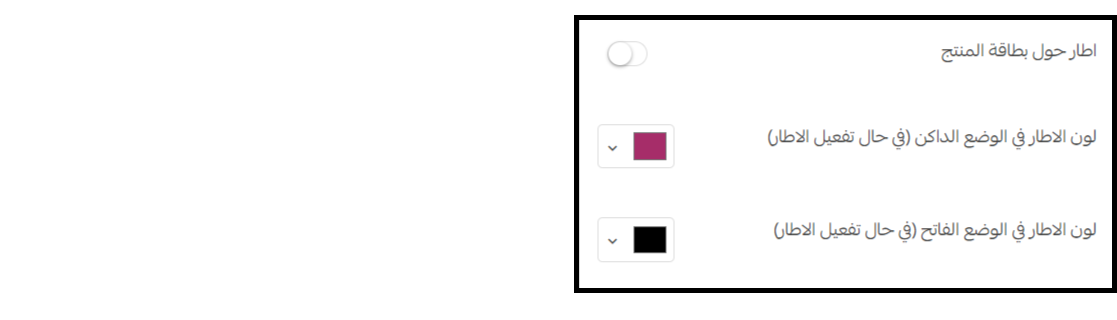 اطار حول بطاقة المنتج
لون الاطار في الوضع الداكن (في حال تفعيل الاطار)
لون الاطار في الوضع الفاتح (في حال تفعيل الاطار)